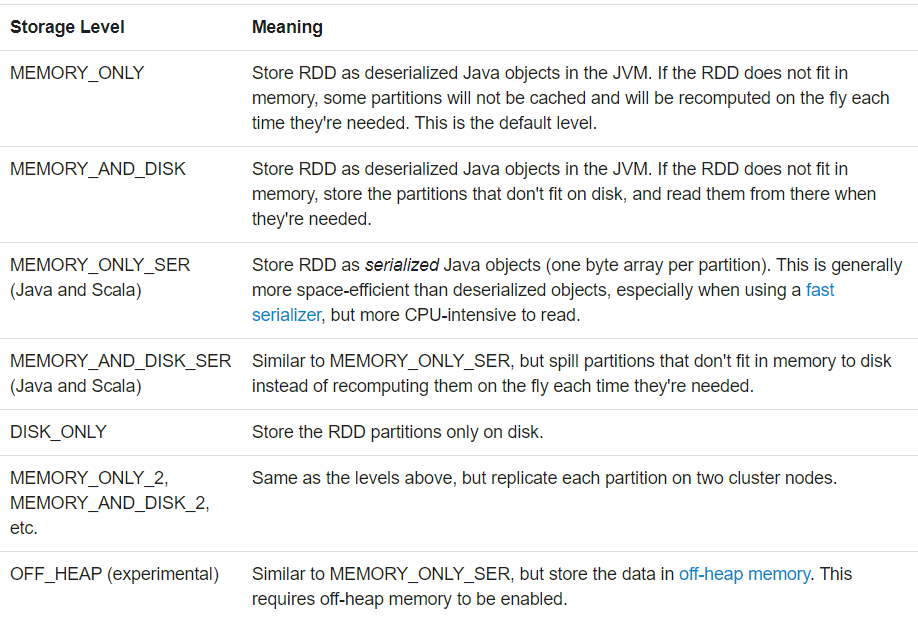 Storage Level Meaning
MEMORY_ONLY Store RDD as deserialized Java objects in the JVM. If the RDD does not fit in
memory, some partitions will not be cached and will be recomputed on the fly each
time they're needed. This is the default level.
MEMORY_AND_DISK Store RDD as deserialized Java objects in the JVM. If the RDD does not fit in
memory, store the partitions that don't fit on disk, and read them from there when
they're needed.
MEMORY_ONLY_SER Store RDD as serialized Java objects (one byte array per partition). This is generally
(Java and Scala) more space-efficient than deserialized objects, especially when using a fast
serializer, but more CPU-intensive to read.
MEMORY_AND_DISK_SER Similar to MEMORY_ONLY_SER, but spill partitions that don't fit in memory to disk
(Java and Scala) instead of recomputing them on the fly each time they're needed.
DISK_ONLY Store the RDD partitions only on disk.
MEMORY_ONLY_2, Same as the levels above, but replicate each partition on two cluster nodes.
MEMORY_AND_DISK_2,
etc.
OFF_HEAP (experimental) Similar to MEMORY_ONLY_SER, but store the data in off-heap memory. This
requires off-heap memory to be enabled.